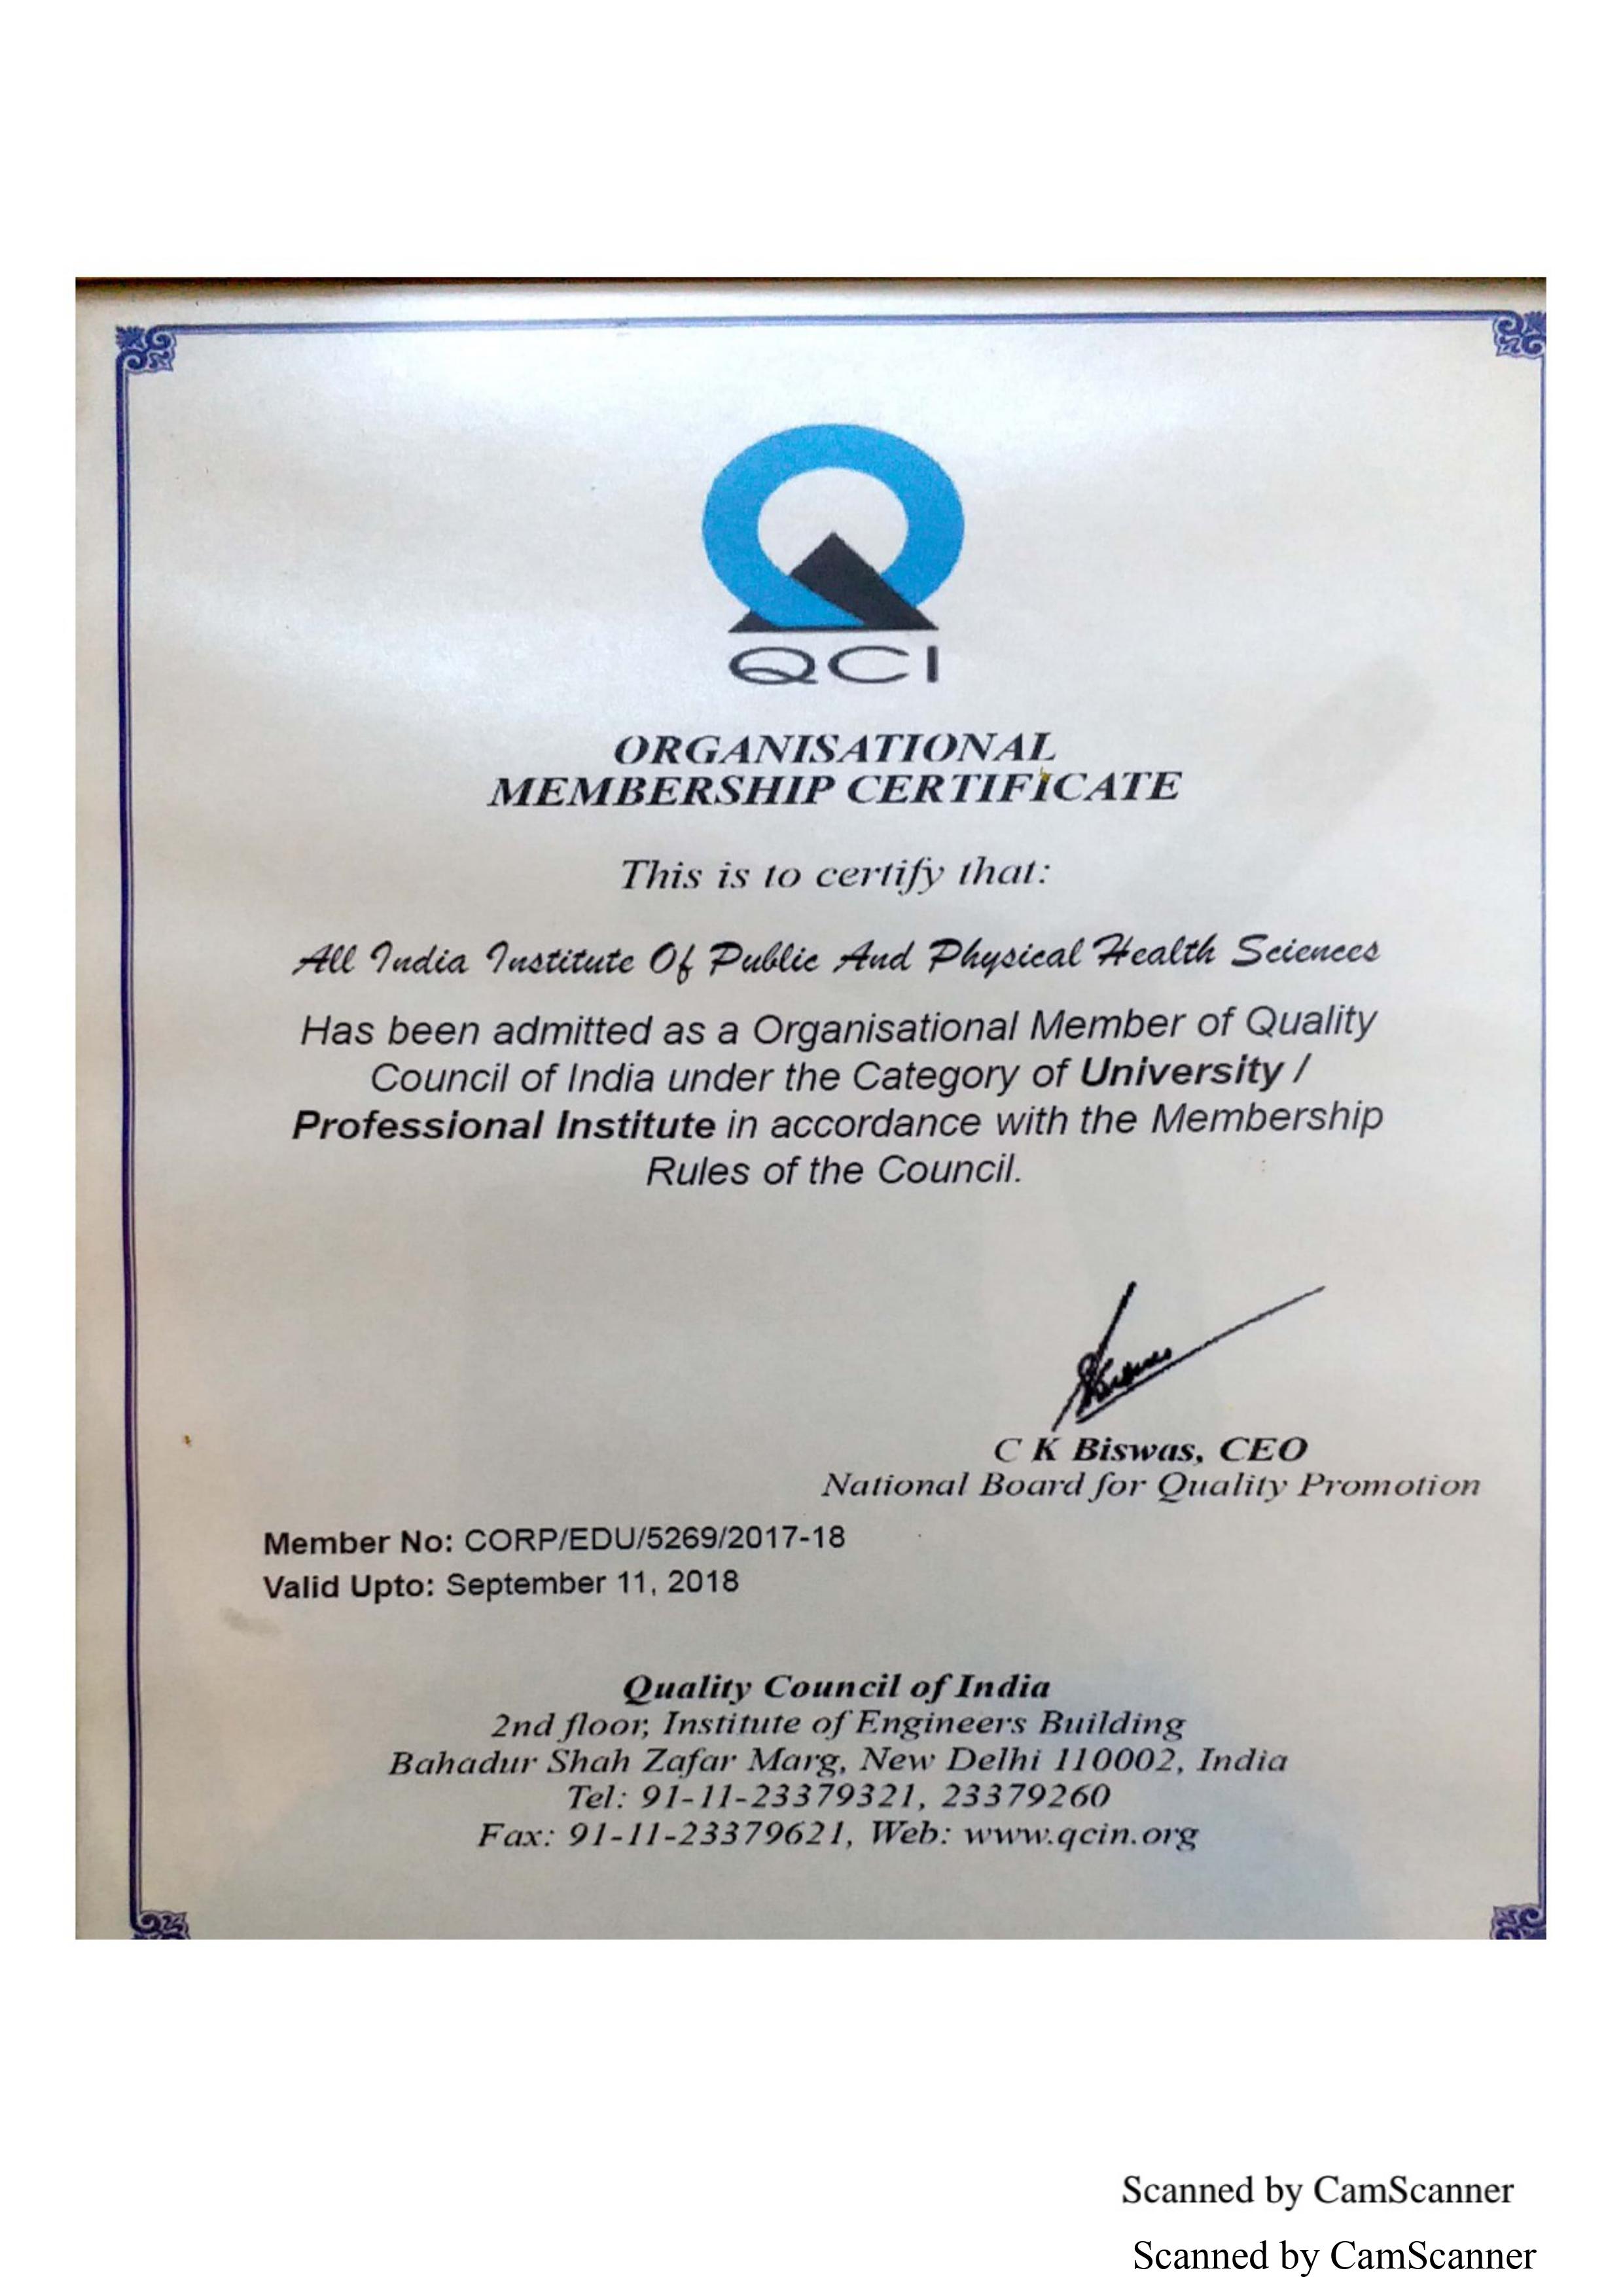 QCI
ORGANISATIONAL
MEMBERSHIP CERTIFICATE
This is to certify that:
All India Institute Of Public And Physical Health Sciences
Has been admitted as a Organisational Member of Quality
Council of India under the Category of University /
Professional Institute in accordance with the Membership
Rules of the Council.
C K Biswas, CEO
National Board for Quality Promotion
Member No: CORP/EDU/5269/2017-18
Valid Upto: September 11, 2018
Quality Council of India
2nd floor, Institute of Engineers Building
Bahadur Shah Zafar Marg, New Delhi 110002, India
Tel: 91-11-23379321, 23379260
Fax: 91-11-23379621, Web: www.qcin.org
Scanned by CamScanner
Scanned by CamScanner